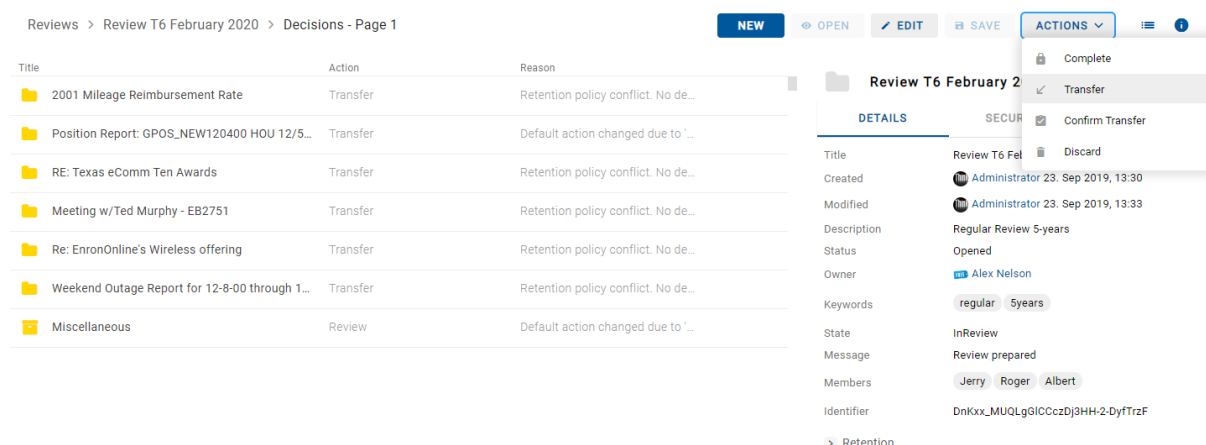 Reviews > Review T6 February 2020 > Decisions - Page 1
NEW
OPEN
EDIT
SAVE
ACTIONS
Title Action Reason
2001 Mileage Reimbursement Rate Transfer Retention policy conflict. No de...
Position Report: GPOS_NEW120400 HOU 12/5... Transfer Default action changed due to '...
RE: Texas eComm Ten Awards Transfer Retention policy conflict. No de...
Meeting w/Ted Murphy - EB2751 Transfer Retention policy conflict. No de...
Re: EnronOnline's Wireless offering Transfer Retention policy conflict. No de...
Weekend Outage Report for 12-8-00 through 1... Transfer Retention policy conflict. No de...
Miscellaneous Review Default action changed due to '...
Complete
Transfer
Confirm Transfer
Discard
Review T6 February 2
DETAILS SECUR
Title Review T6 Feb
Created Administrator 23. Sep 2019, 13:30
Modified Administrator 23. Sep 2019, 13:33
Description Regular Review 5-years
Status Opened
Owner Alex Nelson
Keywords regular 5years
State InReview
Message Review prepared
Members Jerry Roger Albert
Identifier DnKxx_MUQLgGlCCczDj3HH-2-DyfTrzF
> Retention